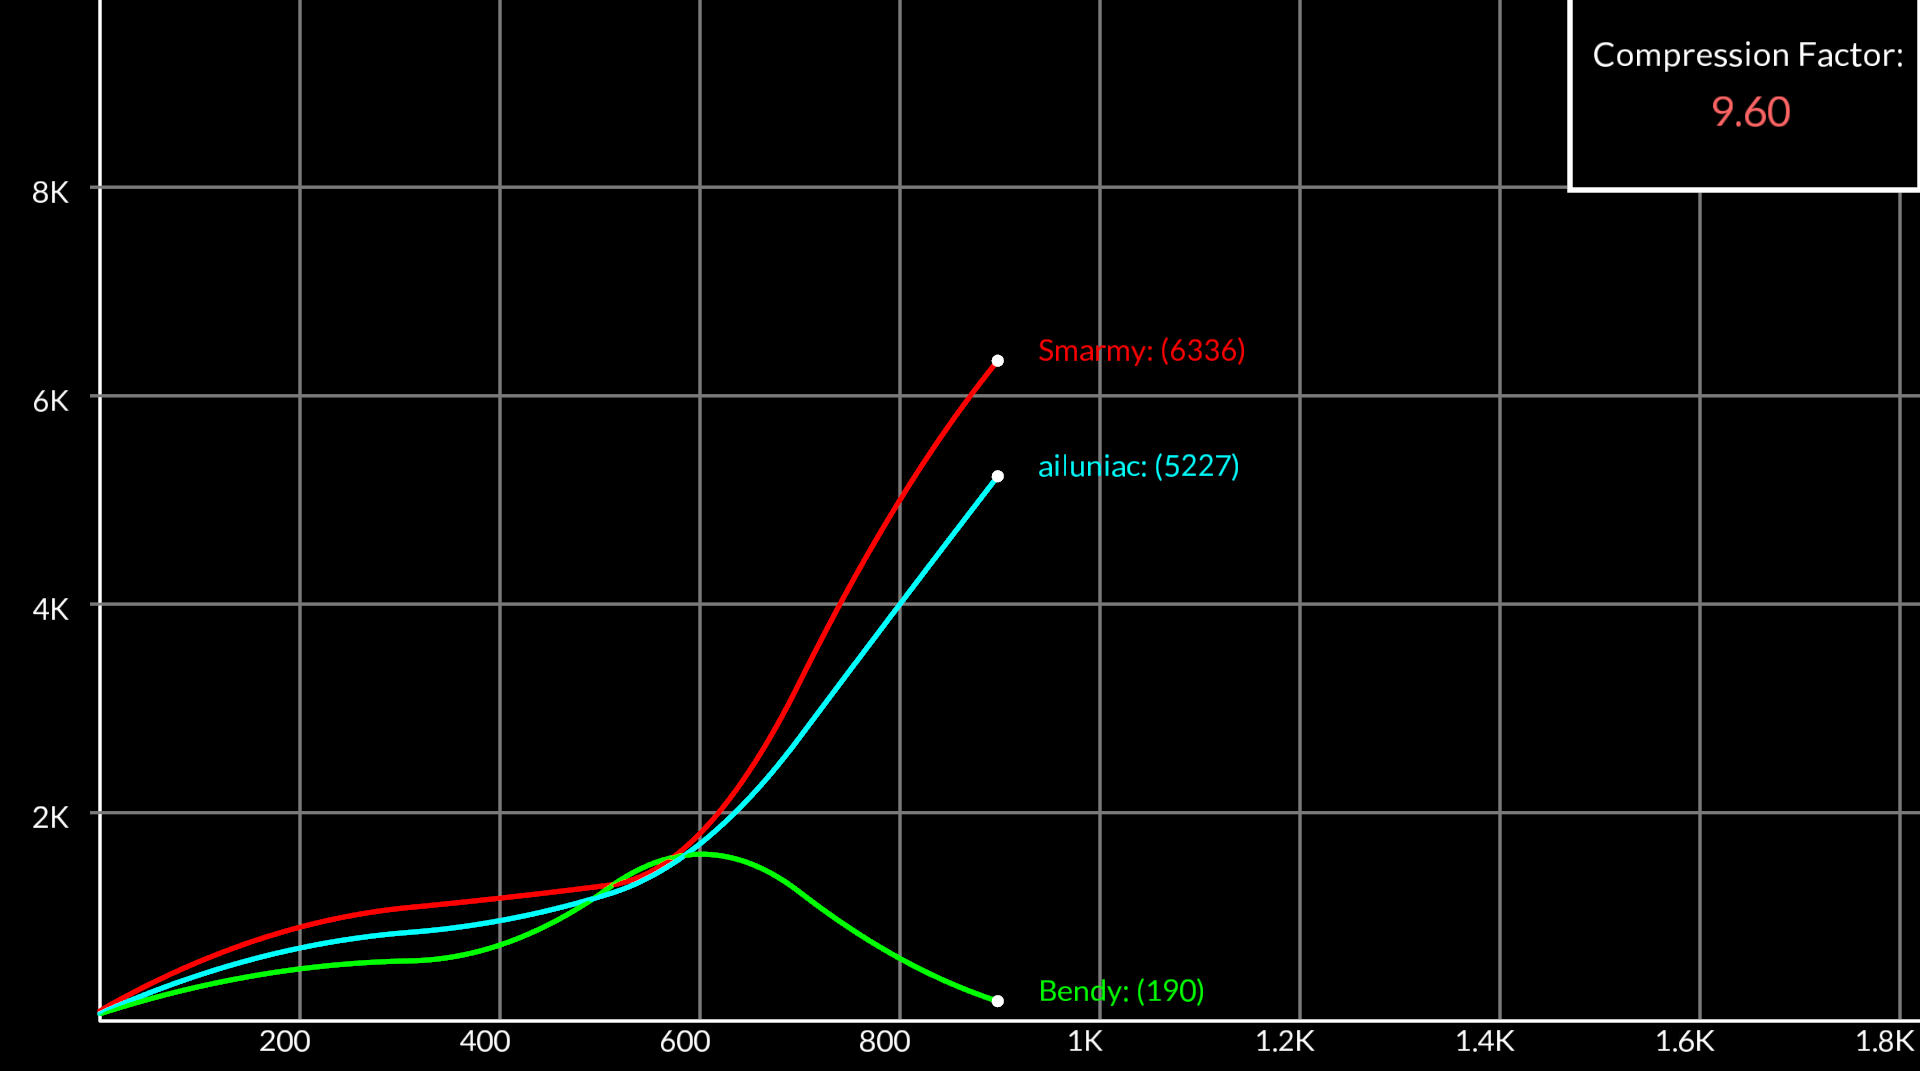 Compression Factor:
9.60
8K
6K
4K
2K
Smarmy: (6336)
ailuniac: (5227)
Bendy: (190)
200 400 600 800 1K 1.2K 1.4K 1.6K 1.8K